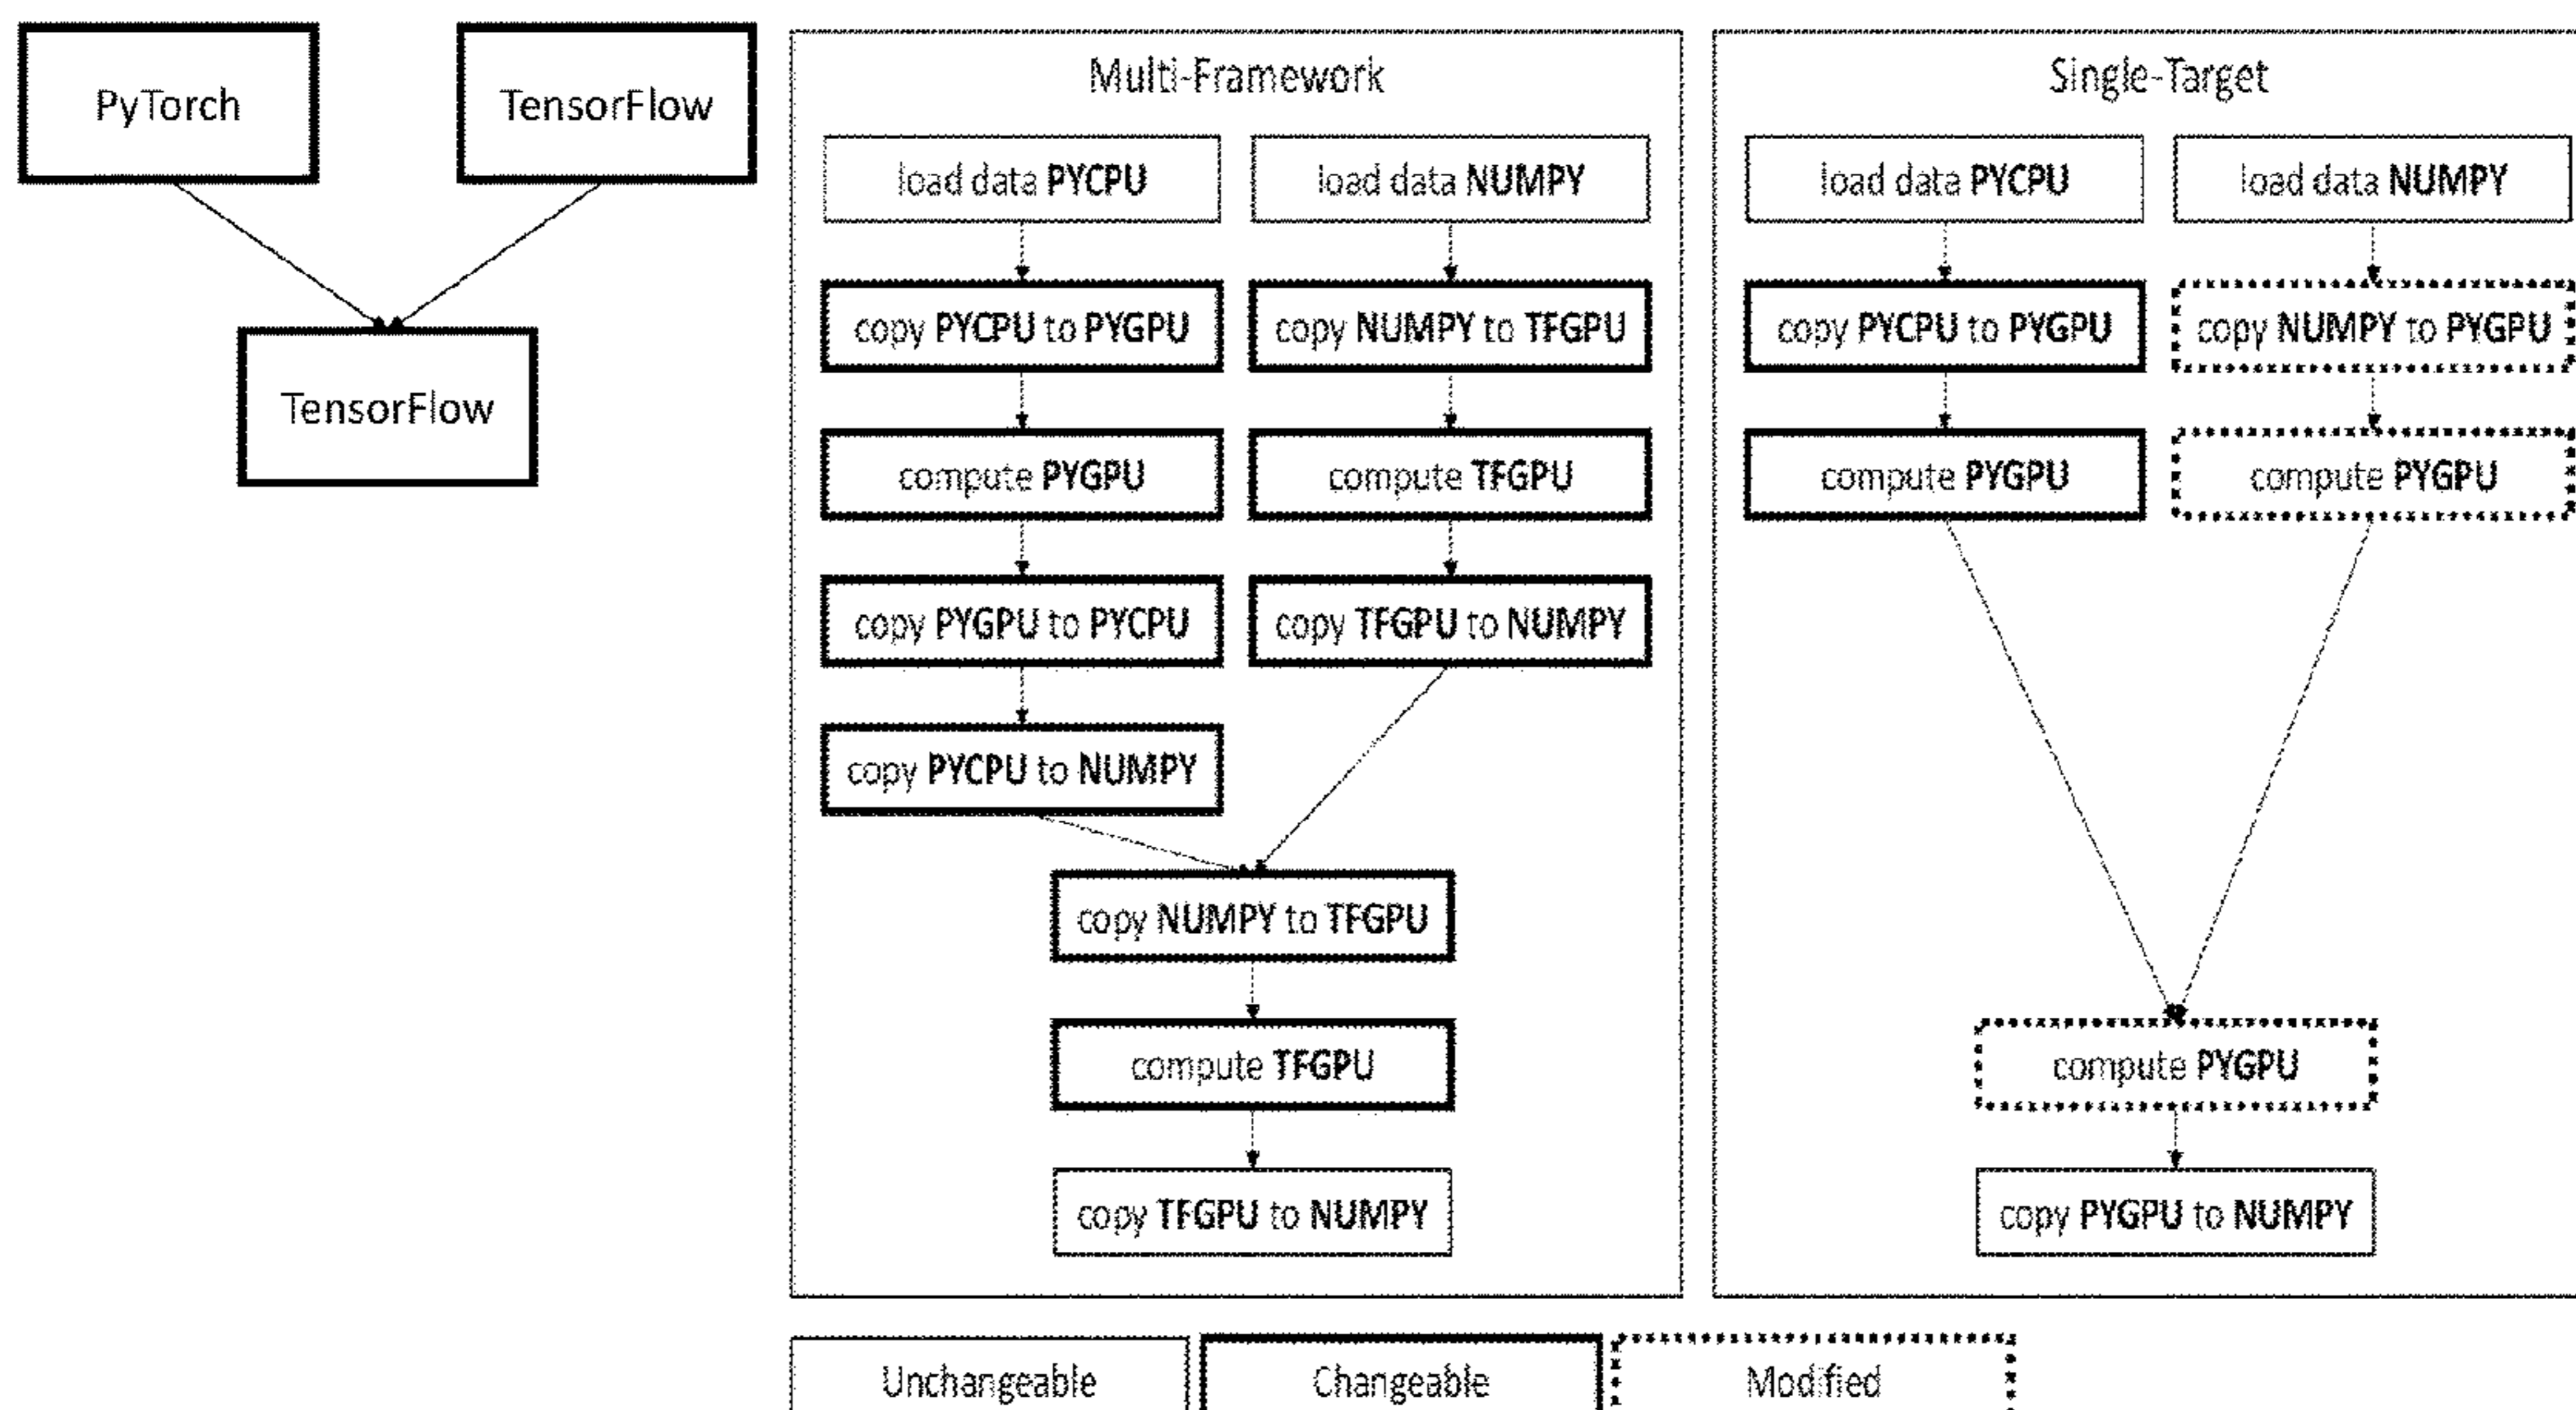 PyTorch
TensorFlow
TensorFlow
Multi-Framework
load data PYCPU
load data NUMPY
copy PYCPU to PYGPU
copy NUMPY to TFGPU
compute PYGPU
compute TFGPU
copy PYGPU to PYCPU
copy TFGPU to NUMPY
copy PYCPU to NUMPY
copy NUMPY to TFGPU
compute TFGPU
copy TFGPU to NUMPY
Single-Target
load data PYCPU
load data NUMPY
copy PYCPU to PYGPU
copy NUMPY to PYGPU
compute PYGPU
compute PYGPU
compute PYGPU
copy PYGPU to NUMPY
Unchangeable
Changeable
Modified